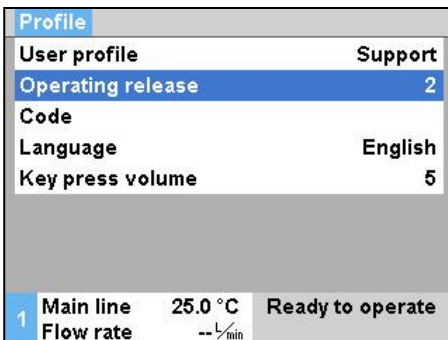 Profile
User profile Support
Operating release 2
Code
Language English
Key press volume 5
1 Main line 25.0 °C Ready to operate
Flow rate -- L/min